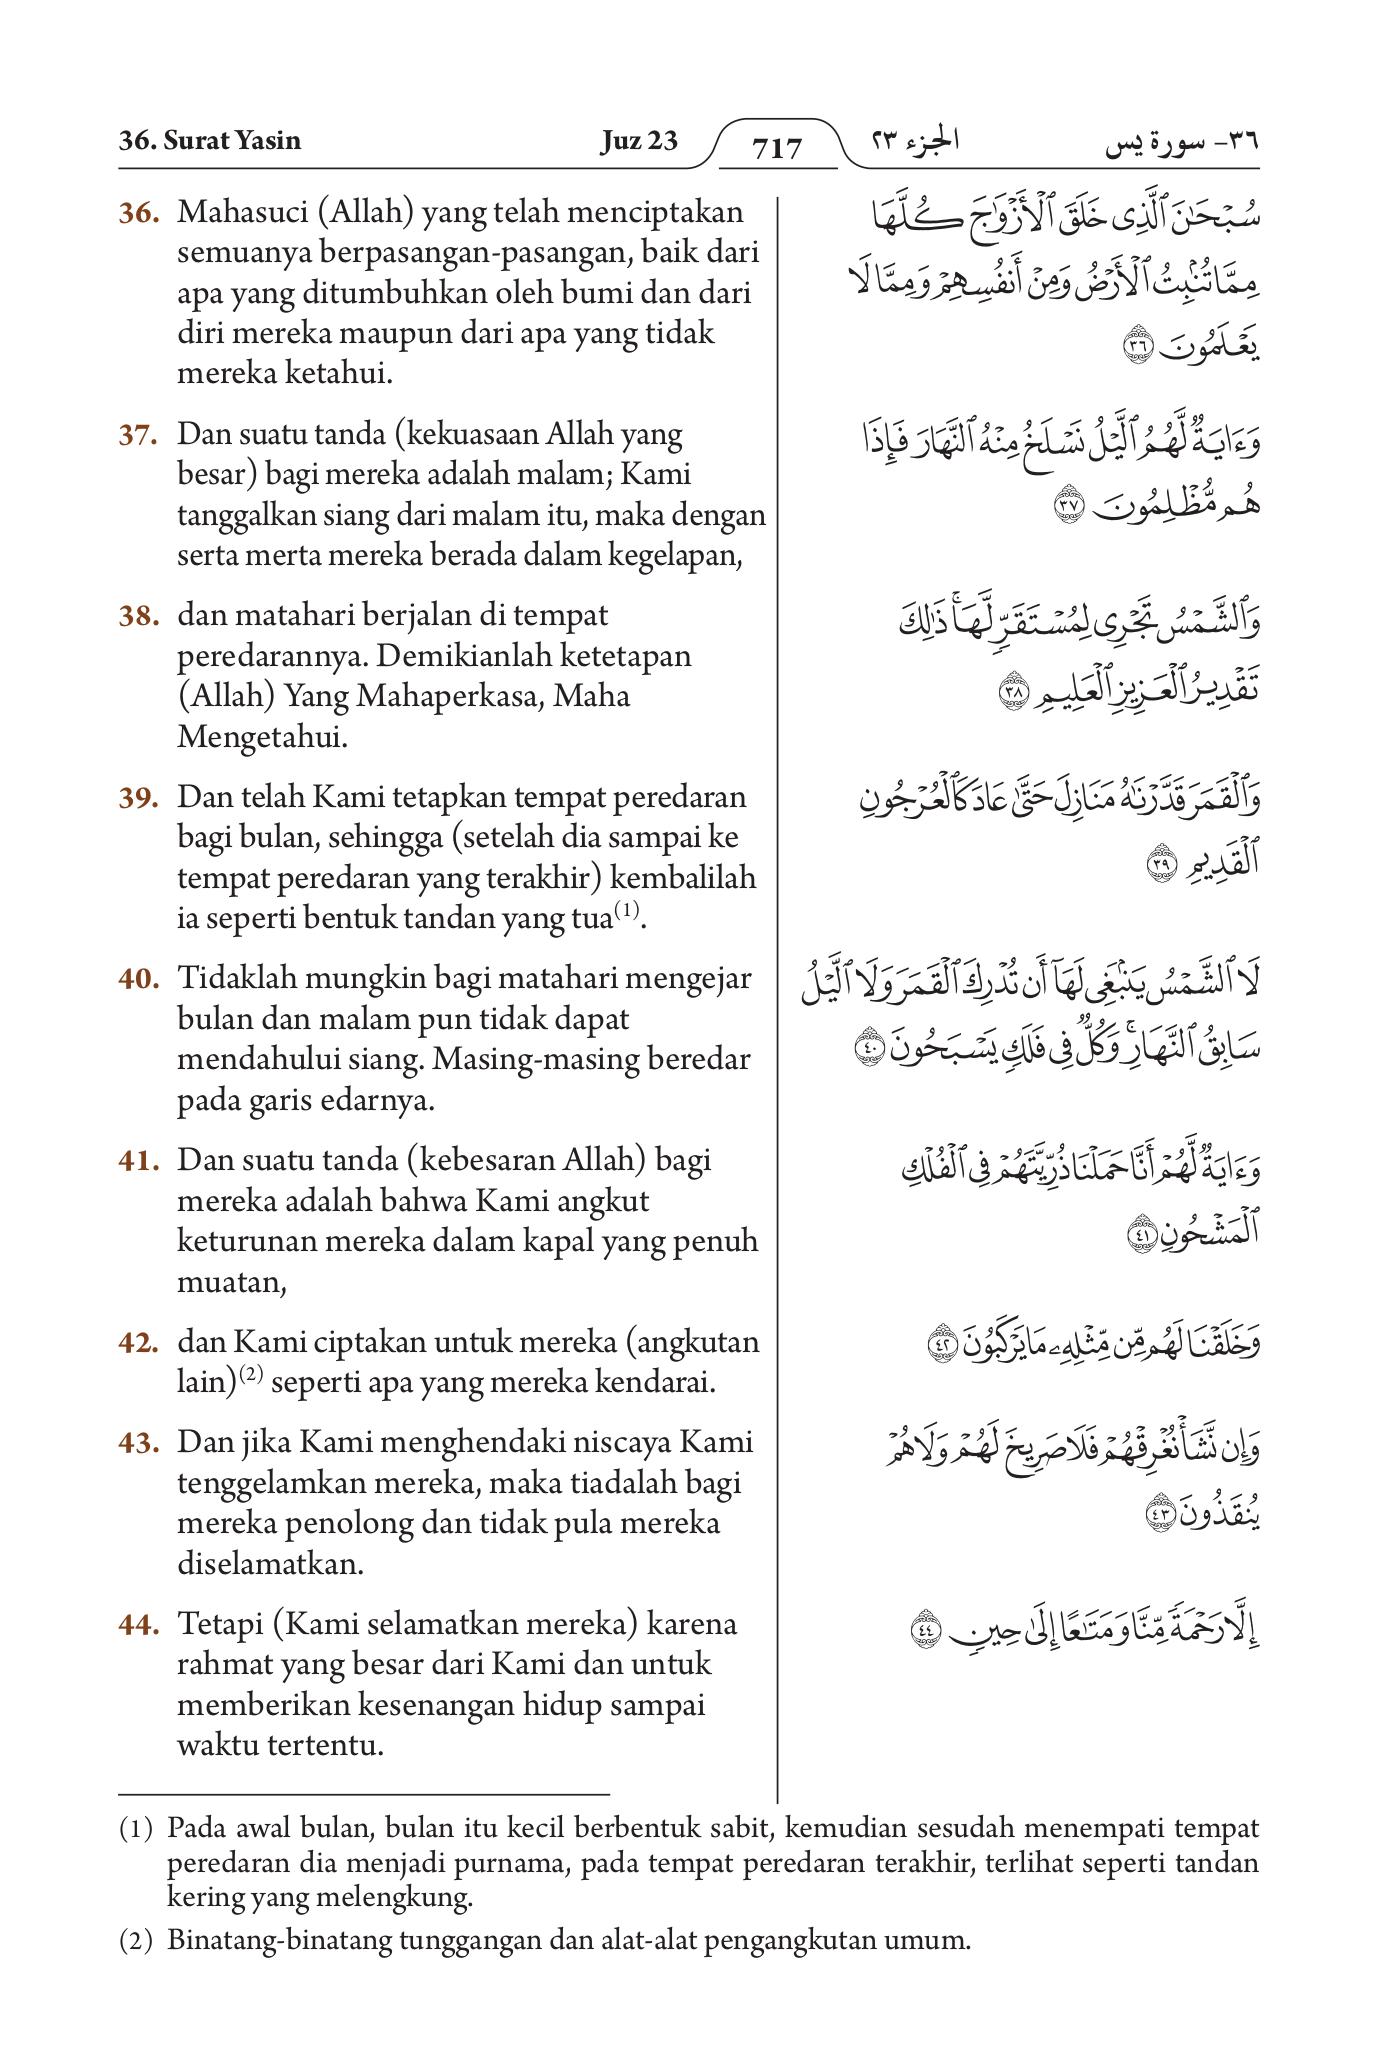 36. Surat Yasin
Juz 23
717
الجزء ٢٣
٣٦- سورة يس
36. Mahasuci (Allah) yang telah menciptakan
semuanya berpasangan-pasangan, baik dari
apa yang ditumbuhkan oleh bumi dan dari
diri mereka maupun dari apa yang tidak
mereka ketahui.
37. Dan suatu tanda (kekuasaan Allah yang
besar) bagi mereka adalah malam; Kami
tanggalkan siang dari malam itu, maka dengan
serta merta mereka berada dalam kegelapan,
38. dan matahari berjalan di tempat
peredarannya. Demikianlah ketetapan
(Allah) Yang Mahaperkasa, Maha
Mengetahui.
39. Dan telah Kami tetapkan tempat peredaran
bagi bulan, sehingga (setelah dia sampai ke
tempat peredaran yang terakhir) kembalilah
ia seperti bentuk tandan yang tua(1).
40. Tidaklah mungkin bagi matahari mengejar
bulan dan malam pun tidak dapat
mendahului siang. Masing-masing beredar
pada garis edarnya.
41. Dan suatu tanda (kebesaran Allah) bagi
mereka adalah bahwa Kami angkut
keturunan mereka dalam kapal yang penuh
muatan,
42. dan Kami ciptakan untuk mereka (angkutan
lain)(2) seperti apa yang mereka kendarai.
43. Dan jika Kami menghendaki niscaya Kami
tenggelamkan mereka, maka tiadalah bagi
mereka penolong dan tidak pula mereka
diselamatkan.
44. Tetapi (Kami selamatkan mereka) karena
rahmat yang besar dari Kami dan untuk
memberikan kesenangan hidup sampai
waktu tertentu.
سُبۡحَٰنَ ٱلَّذِي خَلَقَ ٱلۡأَزۡوَٰجَ كُلَّهَا
مِمَّا تُنۢبِتُ ٱلۡأَرۡضُ وَمِنۡ أَنفُسِهِمۡ وَمِمَّا لَا
يَعۡلَمُونَ ٣٦
وَءَايَةٞ لَّهُمُ ٱلَّيۡلُ نَسۡلَخُ مِنۡهُ ٱلنَّهَارَ فَإِذَا
هُم مُّظۡلِمُونَ ٣٧
وَٱلشَّمۡسُ تَجۡرِي لِمُسۡتَقَرّٖ لَّهَاۚ ذَٰلِكَ
تَقۡدِيرُ ٱلۡعَزِيزِ ٱلۡعَلِيمِ ٣٨
وَٱلۡقَمَرَ قَدَّرۡنَٰهُ مَنَازِلَ حَتَّىٰ عَادَ كَٱلۡعُرۡجُونِ
ٱلۡقَدِيمِ ٣٩
لَا ٱلشَّمۡسُ يَنۢبَغِي لَهَآ أَن تُدۡرِكَ ٱلۡقَمَرَ وَلَا ٱلَّيۡلُ
سَابِقُ ٱلنَّهَارِۚ وَكُلّٞ فِي فَلَكٖ يَسۡبَحُونَ ٤٠
وَءَايَةٞ لَّهُمۡ أَنَّا حَمَلۡنَا ذُرِّيَّتَهُمۡ فِي ٱلۡفُلۡكِ
ٱلۡمَشۡحُونِ ٤١
وَخَلَقۡنَا لَهُم مِّن مِّثۡلِهِۦ مَا يَرۡكَبُونَ ٤٢
وَإِن نَّشَأۡ نُغۡرِقۡهُمۡ فَلَا صَرِيخَ لَهُمۡ وَلَا هُمۡ
يُنقَذُونَ ٤٣
إِلَّا رَحۡمَةٗ مِّنَّا وَمَتَٰعًا إِلَىٰ حِينٖ ٤٤
(1) Pada awal bulan, bulan itu kecil berbentuk sabit, kemudian sesudah menempati tempat
peredaran dia menjadi purnama, pada tempat peredaran terakhir, terlihat seperti tandan
kering yang melengkung.
(2) Binatang-binatang tunggangan dan alat-alat pengangkutan umum.